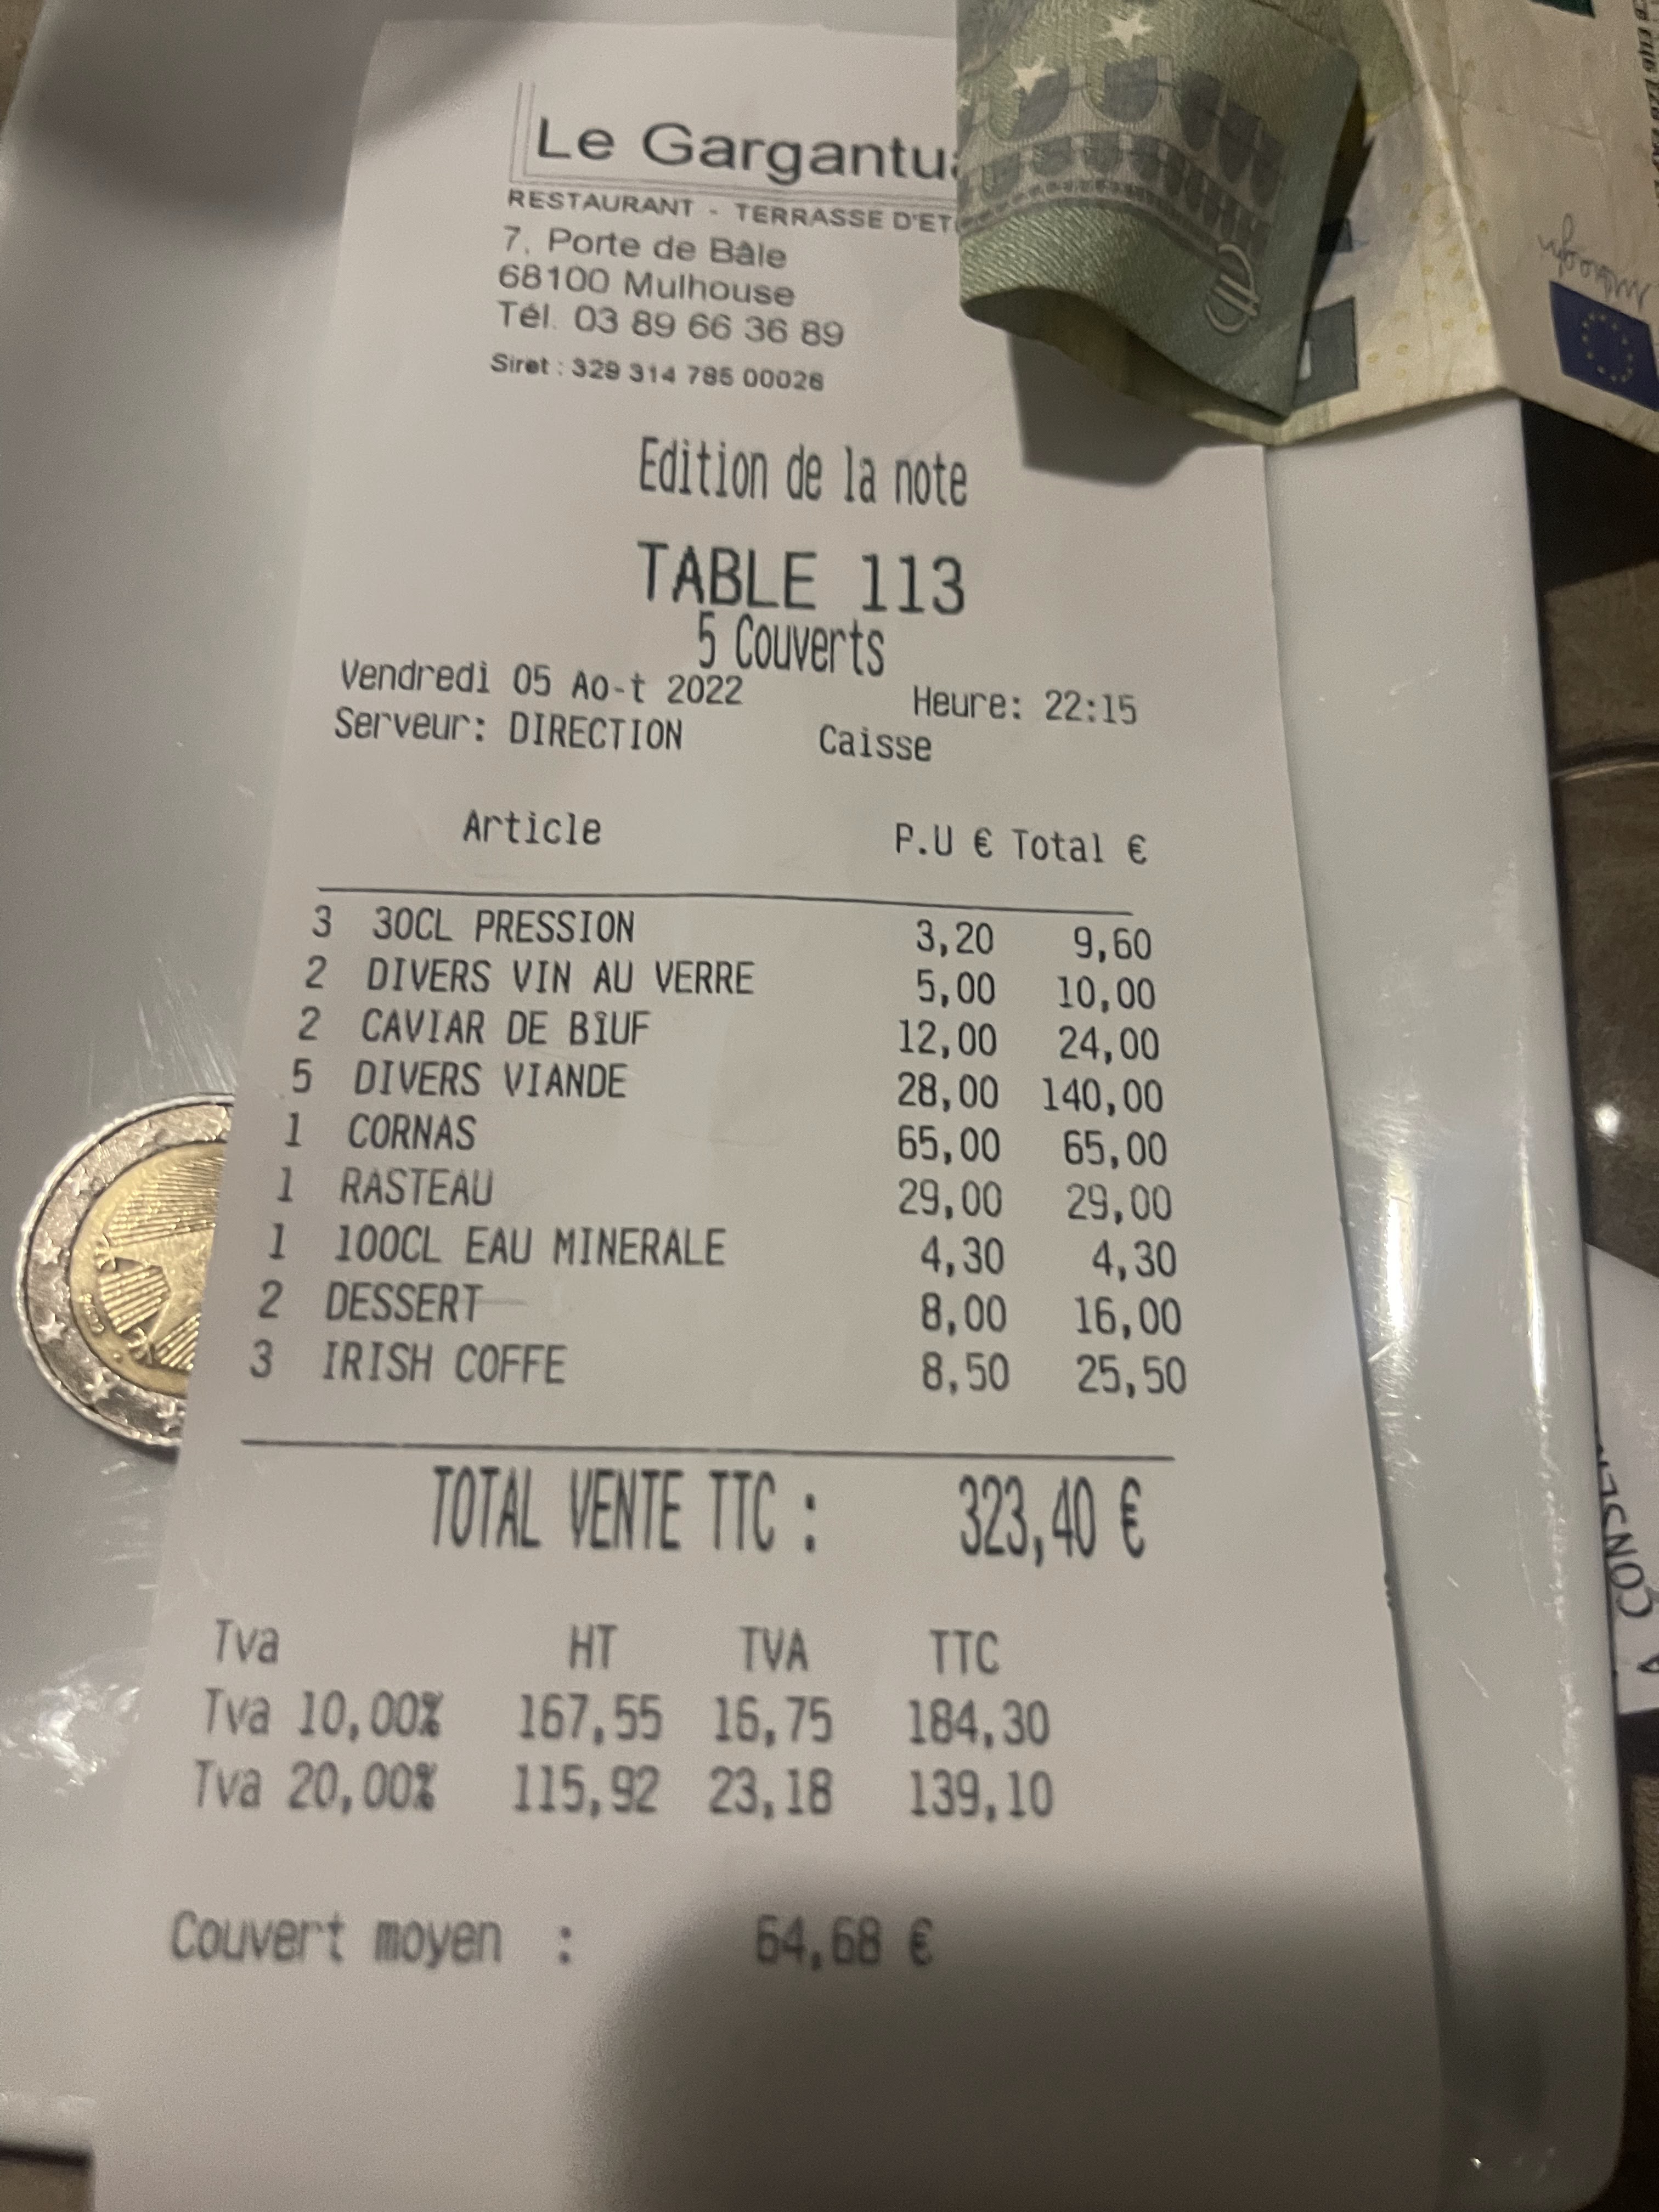 Le Gargantua
RESTAURANT - TERRASSE D'ETE
7, Porte de Bâle
68100 Mulhouse
Tél. 03 89 66 36 89
Siret : 329 314 785 00026
Edition de la note
TABLE 113
5 Couverts
Vendredi 05 Ao-t 2022 Heure: 22:15
Serveur: DIRECTION Caisse
Article P.U € Total €
3 30CL PRESSION 3,20 9,60
2 DIVERS VIN AU VERRE 5,00 10,00
2 CAVIAR DE BIUF 12,00 24,00
5 DIVERS VIANDE 28,00 140,00
1 CORNAS 65,00 65,00
1 RASTEAU 29,00 29,00
1 100CL EAU MINERALE 4,30 4,30
2 DESSERT 8,00 16,00
3 IRISH COFFE 8,50 25,50
TOTAL VENTE TTC : 323,40 €
Tva HT TVA TTC
Tva 10,00% 167,55 16,75 184,30
Tva 20,00% 115,92 23,18 139,10
Couvert moyen : 64,68 €